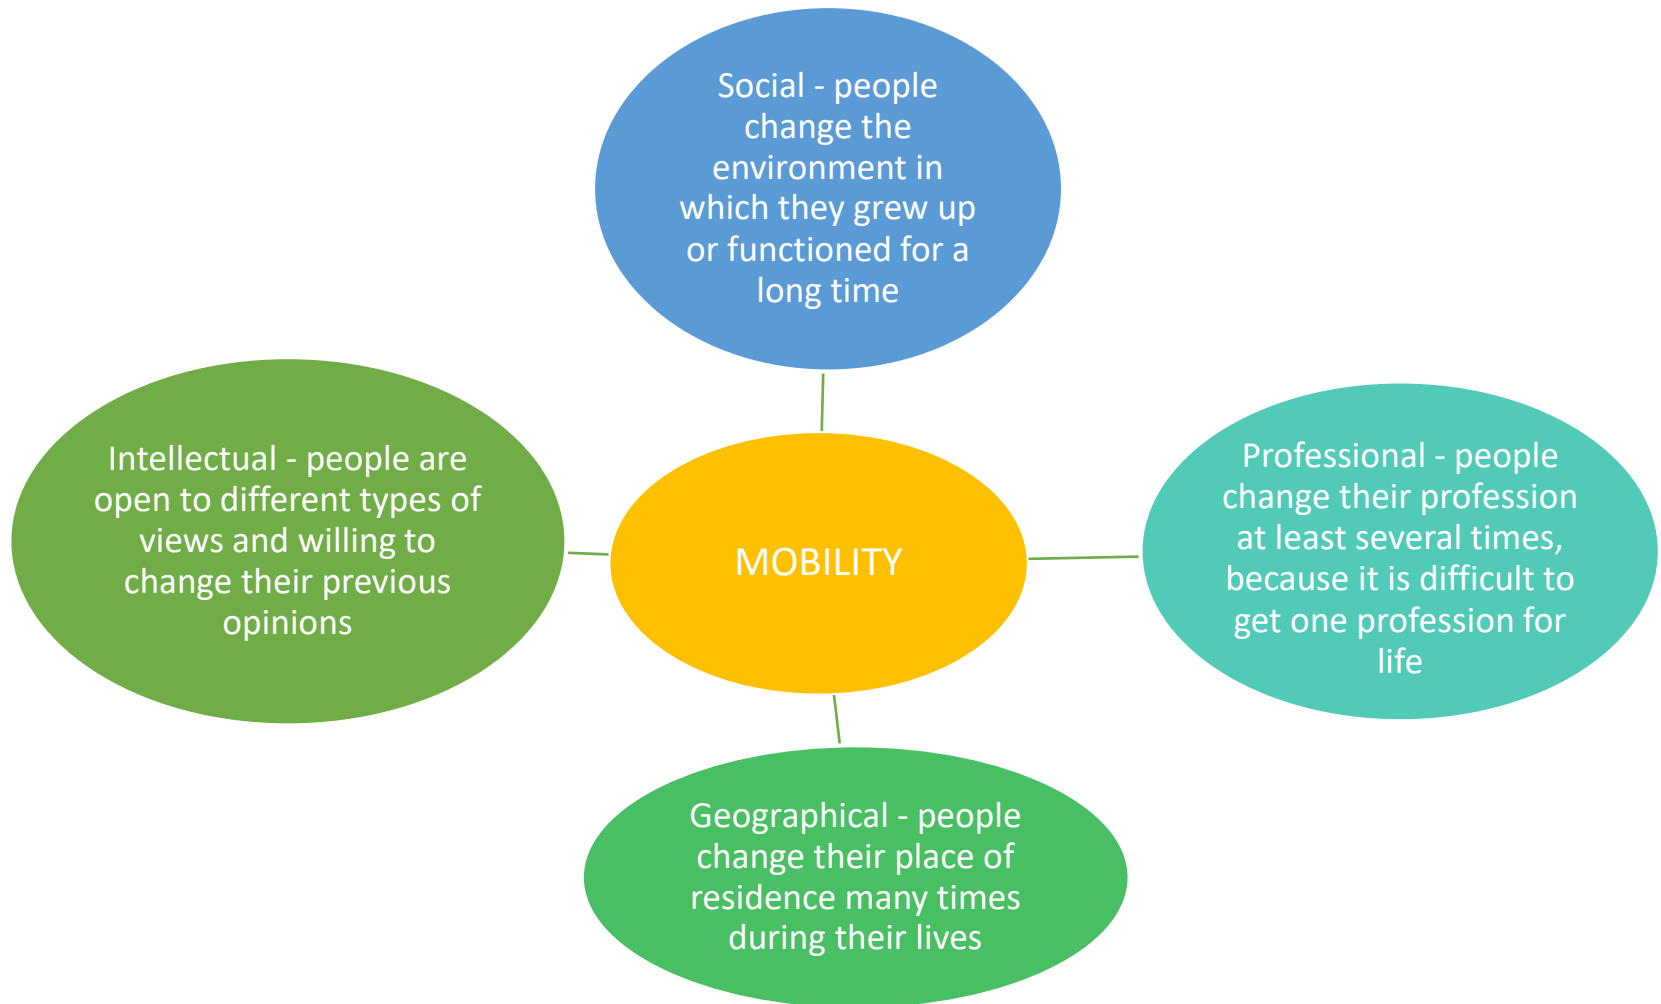 Social - people
change the
environment in
which they grew up
or functioned for a
long time
Intellectual - people are
open to different types of
views and willing to
change their previous
opinions
MOBILITY
Professional - people
change their profession
at least several times,
because it is difficult to
get one profession for
life
Geographical - people
change their place of
residence many times
during their lives